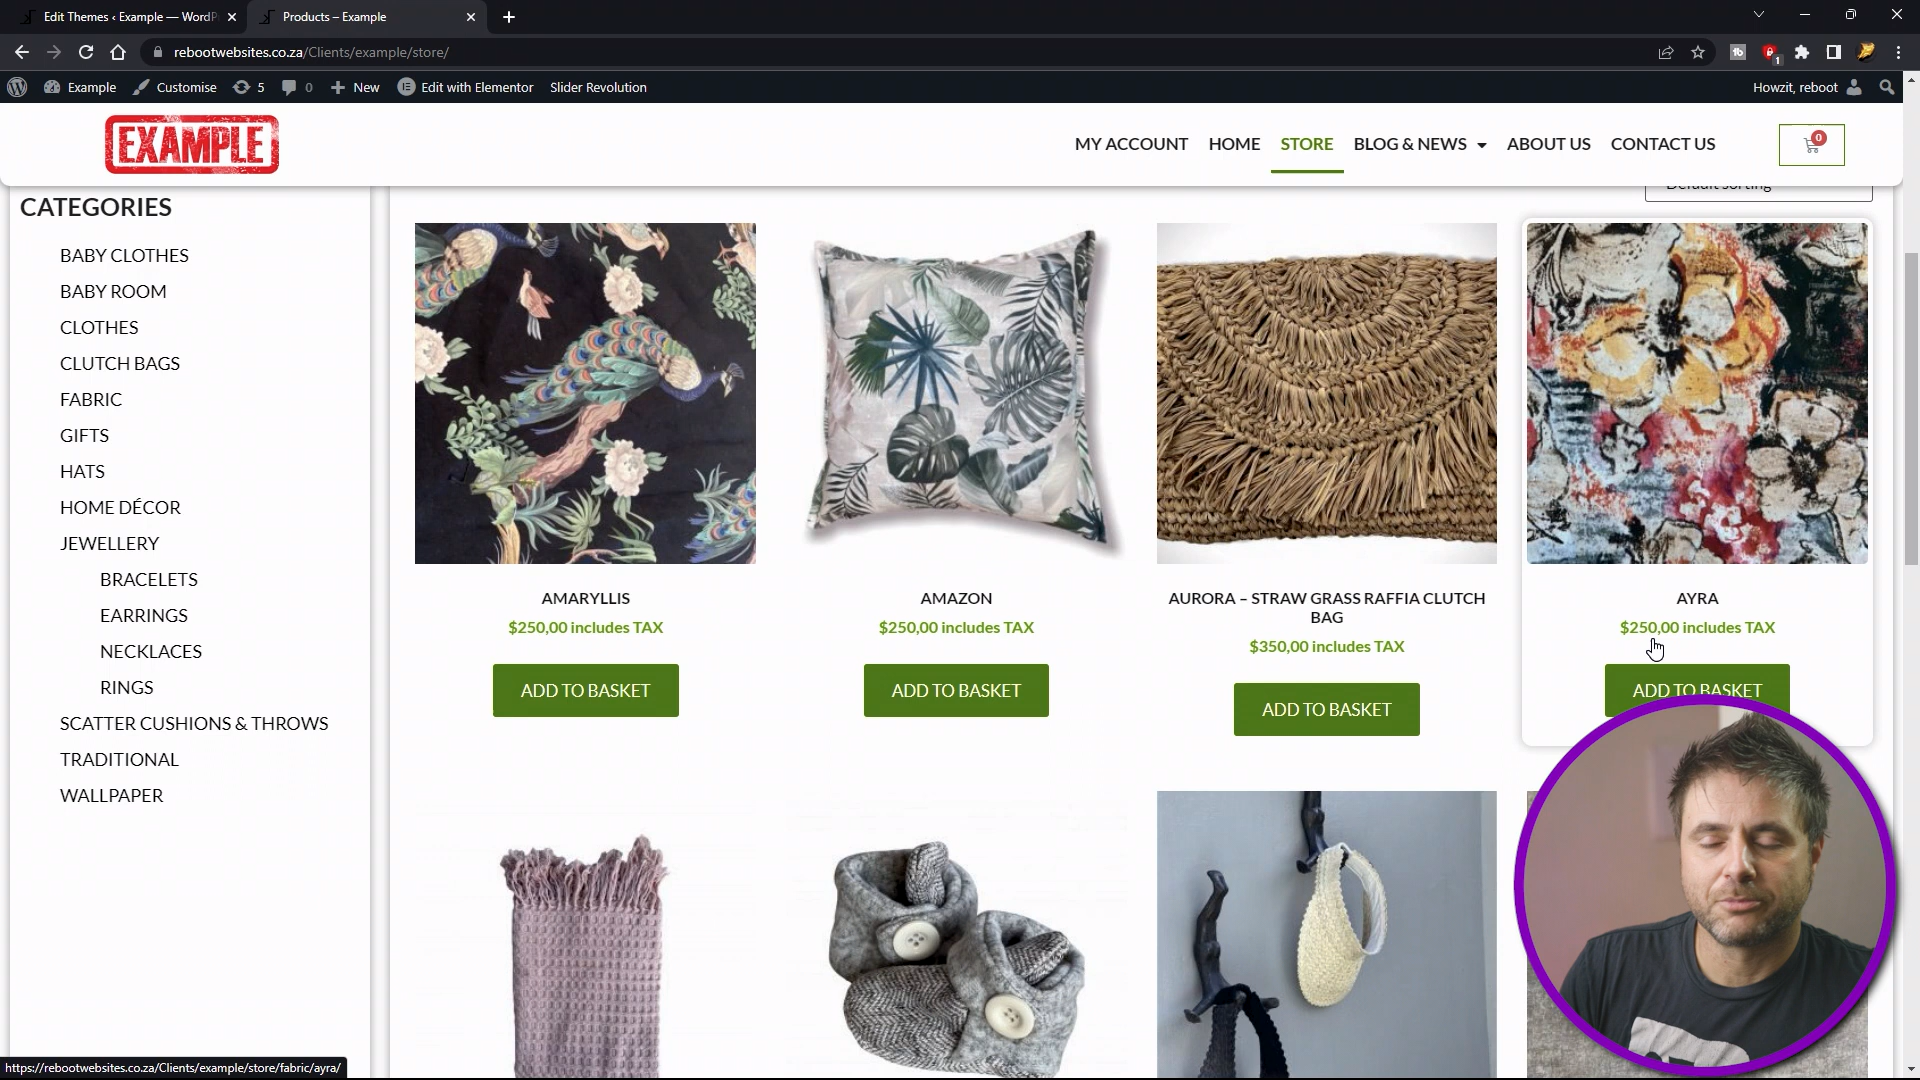 Edit Themes ‹ Example — WordP
Products – Example
rebootwebsites.co.za/Clients/example/store/
1
Example
Customise
5
0
New
Edit with Elementor
Slider Revolution
Howzit, reboot
EXAMPLE
MY ACCOUNT
HOME
STORE
BLOG & NEWS
ABOUT US
CONTACT US
0
Default sorting
CATEGORIES
BABY CLOTHES
BABY ROOM
CLOTHES
CLUTCH BAGS
FABRIC
GIFTS
HATS
HOME DÉCOR
JEWELLERY
BRACELETS
EARRINGS
NECKLACES
RINGS
SCATTER CUSHIONS & THROWS
TRADITIONAL
WALLPAPER
AMARYLLIS
$250,00 includes TAX
ADD TO BASKET
AMAZON
$250,00 includes TAX
ADD TO BASKET
AURORA – STRAW GRASS RAFFIA CLUTCH
BAG
$350,00 includes TAX
ADD TO BASKET
AYRA
$250,00 includes TAX
ADD TO BASKET
https://rebootwebsites.co.za/Clients/example/store/fabric/ayra/